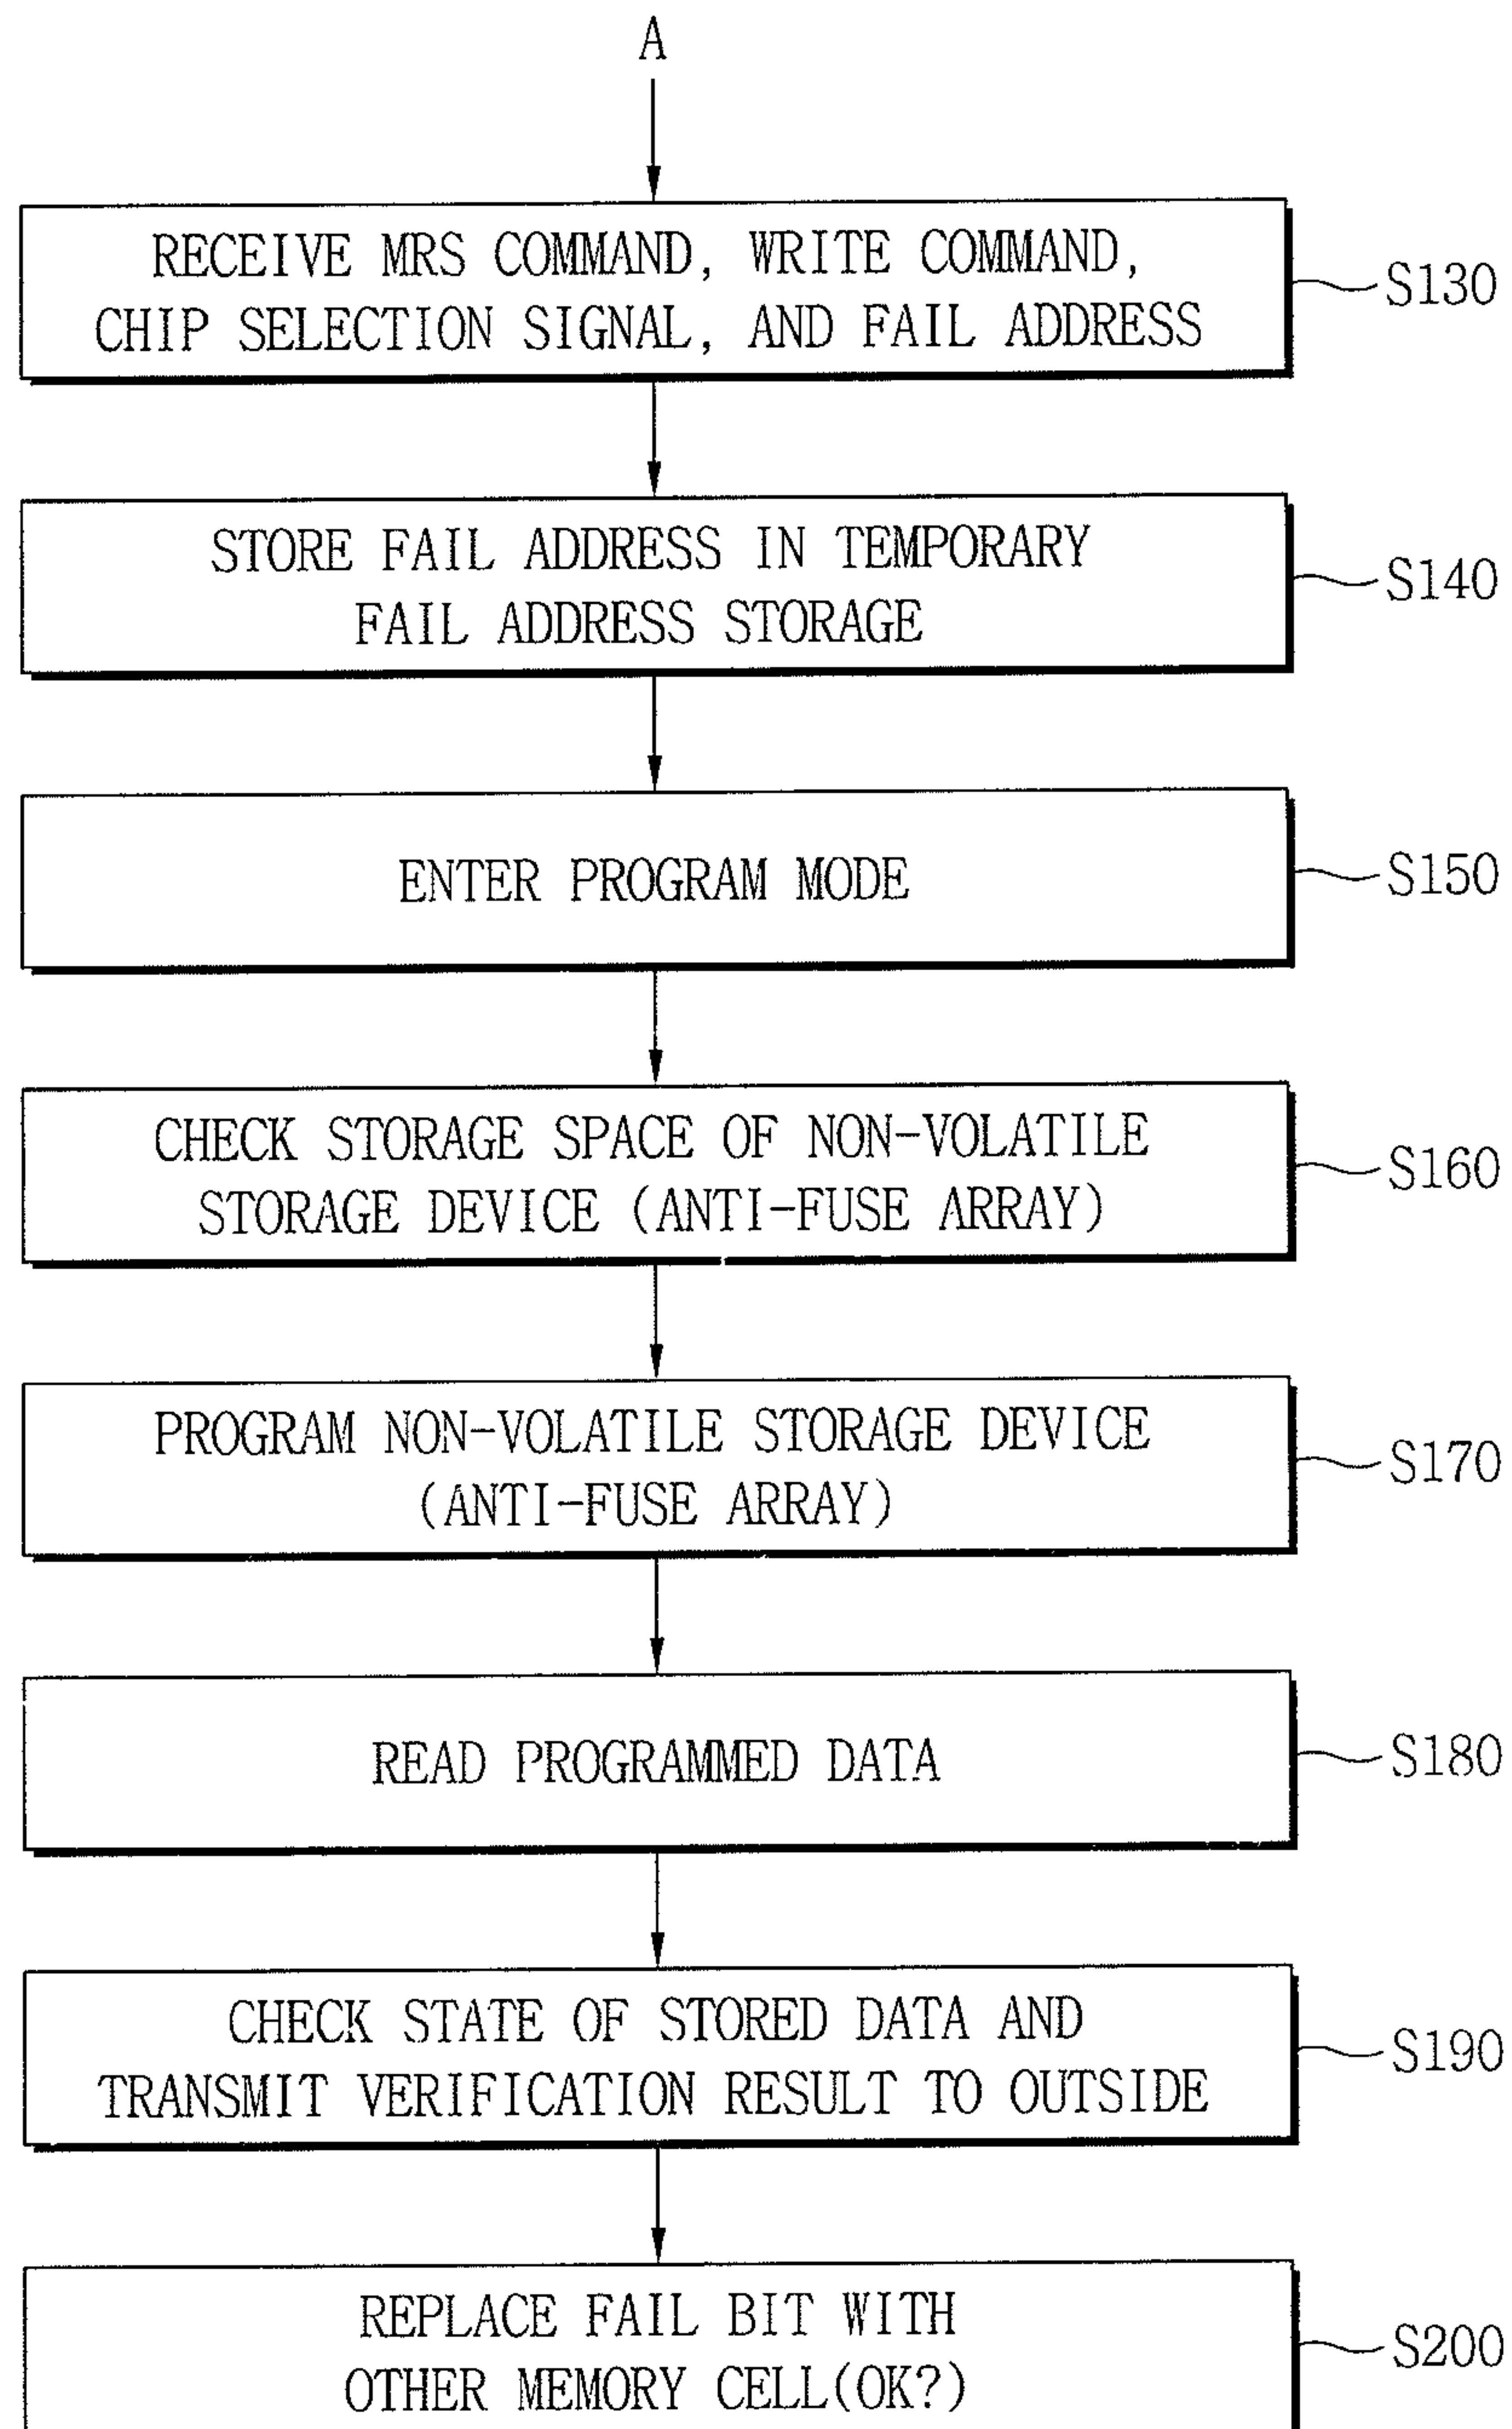 A
RECEIVE MRS COMMAND, WRITE COMMAND,
CHIP SELECTION SIGNAL, AND FAIL ADDRESS
S130
STORE FAIL ADDRESS IN TEMPORARY
FAIL ADDRESS STORAGE
S140
ENTER PROGRAM MODE
S150
CHECK STORAGE SPACE OF NON-VOLATILE
STORAGE DEVICE (ANTI-FUSE ARRAY)
S160
PROGRAM NON-VOLATILE STORAGE DEVICE
(ANTI-FUSE ARRAY)
S170
READ PROGRAMMED DATA
S180
CHECK STATE OF STORED DATA AND
TRANSMIT VERIFICATION RESULT TO OUTSIDE
S190
REPLACE FAIL BIT WITH
OTHER MEMORY CELL(OK?)
S200